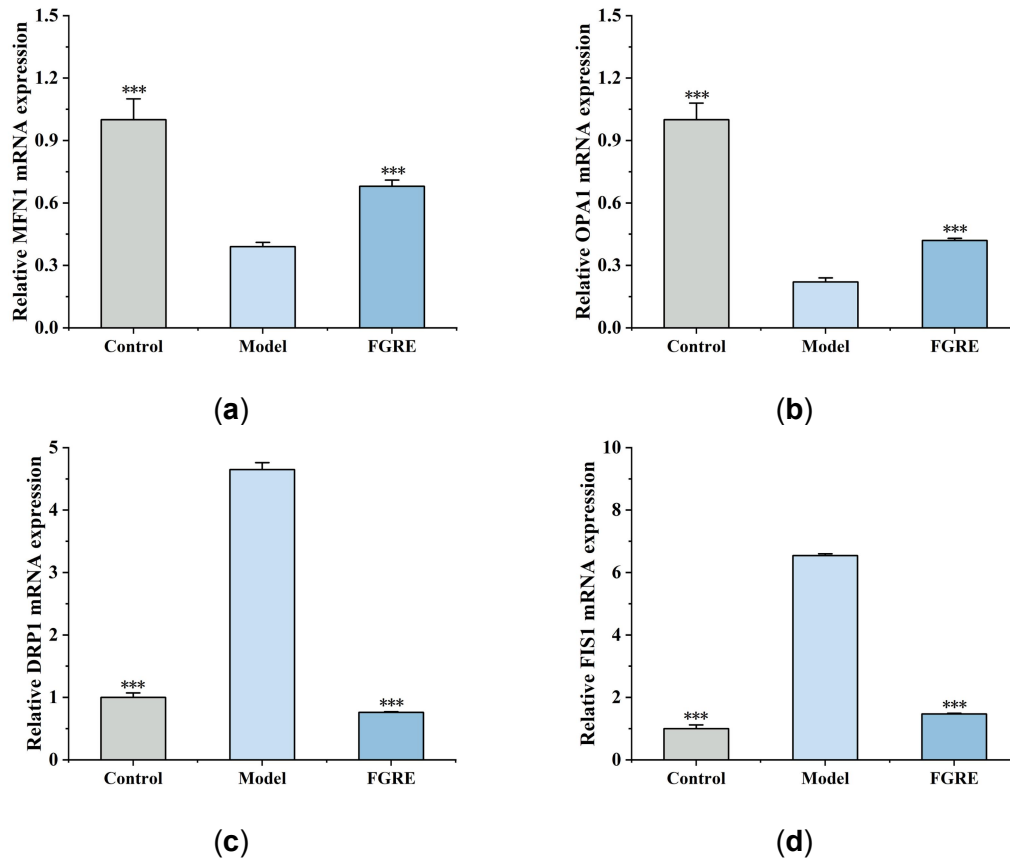 Relative MFN1 mRNA expression
1.5
1.2
0.9
0.6
0.3
0.0
***
***
Control Model FGRE
(a)
Relative OPA1 mRNA expression
1.5
1.2
0.9
0.6
0.3
0.0
***
***
Control Model FGRE
(b)
Relative DRP1 mRNA expression
5
4
3
2
1
0
***
***
Control Model FGRE
(c)
Relative FIS1 mRNA expression
10
8
6
4
2
0
***
***
Control Model FGRE
(d)